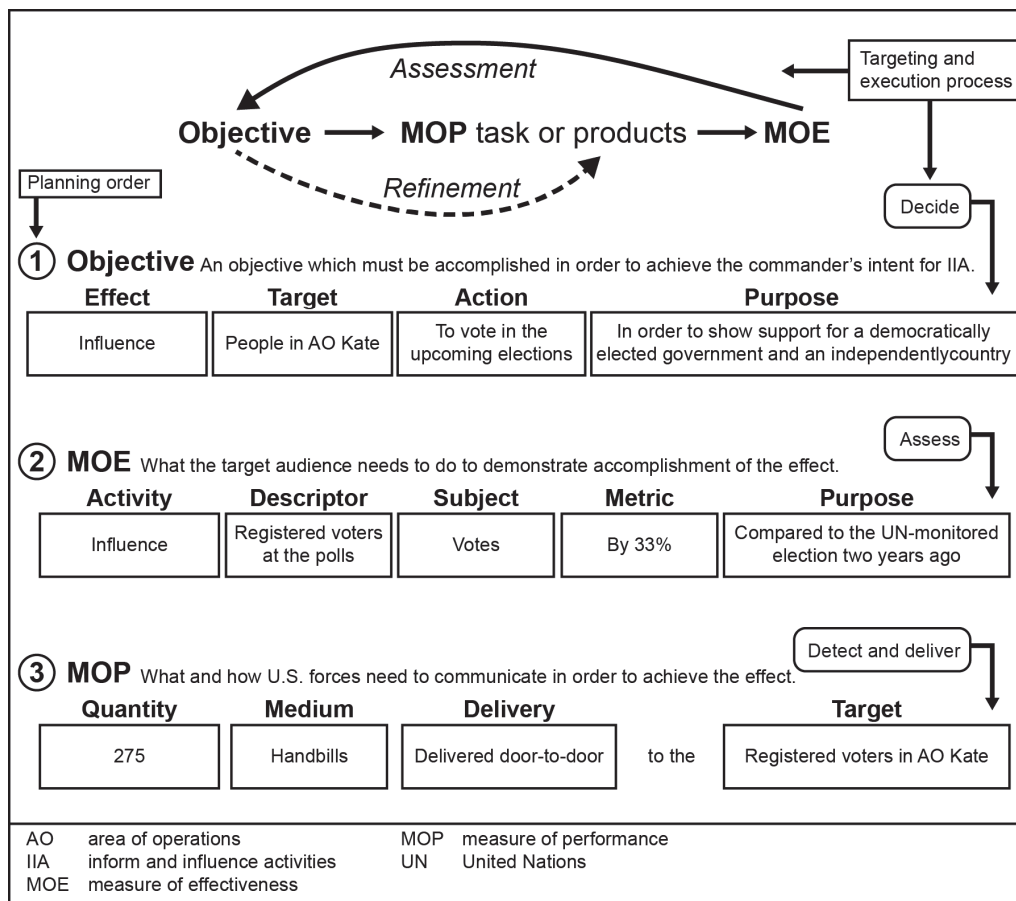 Assessment
Targeting and
execution process
Objective MOP task or products MOE
Refinement
Planning order
Decide
1 Objective An objective which must be accomplished in order to achieve the commander's intent for IIA.
Effect Target Action Purpose
Influence
People in AO Kate
To vote in the
upcoming elections
In order to show support for a democratically
elected government and an independentlycountry
Assess
2 MOE What the target audience needs to do to demonstrate accomplishment of the effect.
Activity Descriptor Subject Metric Purpose
Influence
Registered voters
at the polls
Votes
By 33%
Compared to the UN-monitored
election two years ago
Detect and deliver
3 MOP What and how U.S. forces need to communicate in order to achieve the effect.
Quantity Medium Delivery Target
275
Handbills
Delivered door-to-door
to the
Registered voters in AO Kate
AO area of operations
IIA inform and influence activities
MOE measure of effectiveness
MOP measure of performance
UN United Nations